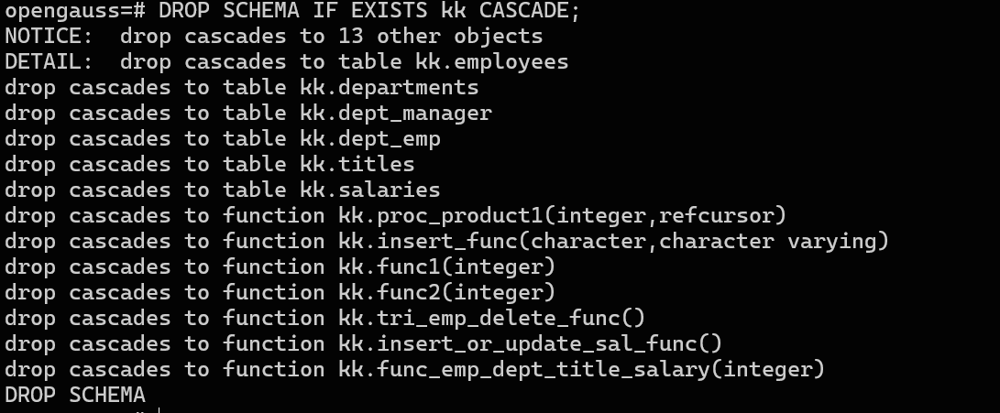 opengauss=# DROP SCHEMA IF EXISTS kk CASCADE;
NOTICE:  drop cascades to 13 other objects
DETAIL:  drop cascades to table kk.employees
drop cascades to table kk.departments
drop cascades to table kk.dept_manager
drop cascades to table kk.dept_emp
drop cascades to table kk.titles
drop cascades to table kk.salaries
drop cascades to function kk.proc_product1(integer,refcursor)
drop cascades to function kk.insert_func(character,character varying)
drop cascades to function kk.func1(integer)
drop cascades to function kk.func2(integer)
drop cascades to function kk.tri_emp_delete_func()
drop cascades to function kk.insert_or_update_sal_func()
drop cascades to function kk.func_emp_dept_title_salary(integer)
DROP SCHEMA